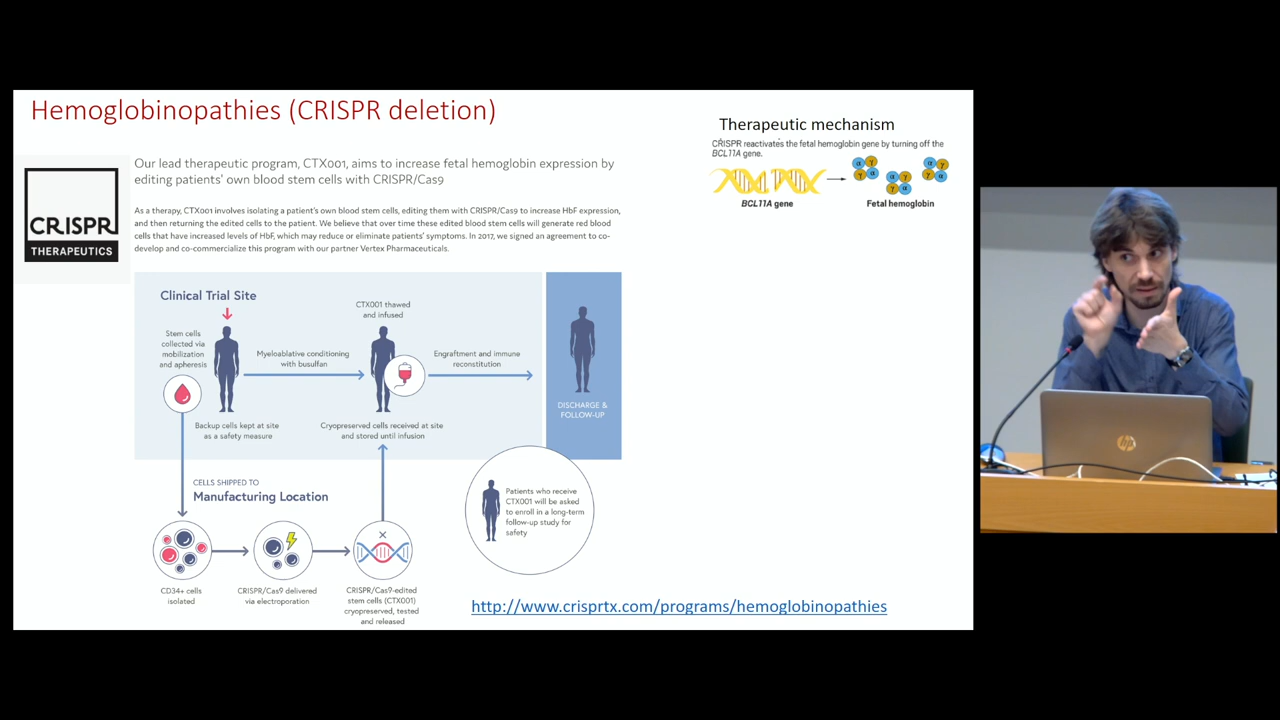 Hemoglobinopathies (CRISPR deletion)
CRISPR
THERAPEUTICS
Our lead therapeutic program, CTX001, aims to increase fetal hemoglobin expression by
editing patients' own blood stem cells with CRISPR/Cas9
As a therapy, CTX001 involves isolating a patient's own blood stem cells, editing them with CRISPR/Cas9 to increase HbF expression,
and then returning the edited cells to the patient. We believe that over time these edited blood stem cells will generate red blood
cells that have increased levels of HbF, which may reduce or eliminate patients' symptoms. In 2017, we signed an agreement to co-
develop and co-commercialize this program with our partner Vertex Pharmaceuticals.
Therapeutic mechanism
CRISPR reactivates the fetal hemoglobin gene by turning off the
BCL11A gene.
α γ
γ α
α γ
γ α
α γ
γ α
BCL11A gene
Fetal hemoglobin
Clinical Trial Site
Stem cells
collected via
mobilization
and apheresis
Myeloablative conditioning
with busulfan
CTX001 thawed
and infused
Engraftment and immune
reconstitution
DISCHARGE &
FOLLOW-UP
Backup cells kept at site
as a safety measure
Cryopreserved cells received at site
and stored until infusion
CELLS SHIPPED TO
Manufacturing Location
Patients who receive
CTX001 will be asked
to enroll in a long-term
follow-up study for
safety
CD34+ cells
isolated
CRISPR/Cas9 delivered
via electroporation
CRISPR/Cas9-edited
stem cells (CTX001)
cryopreserved, tested
and released
http://www.crisprtx.com/programs/hemoglobinopathies
hp